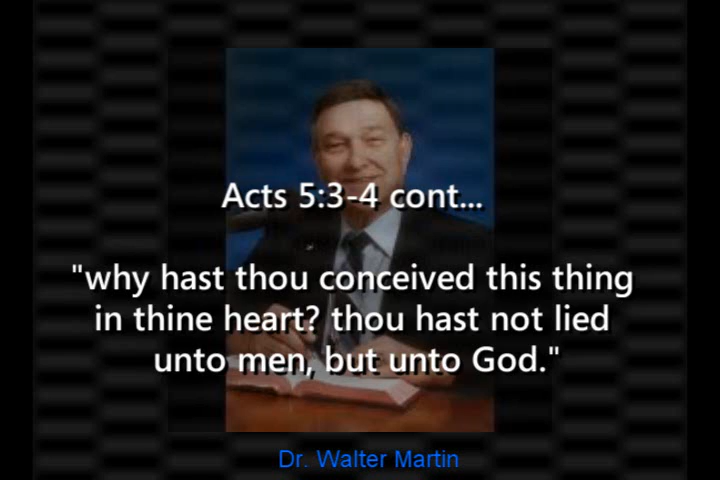 Acts 5:3-4 cont...
"why hast thou conceived this thing
in thine heart? thou hast not lied
unto men, but unto God."
Dr. Walter Martin